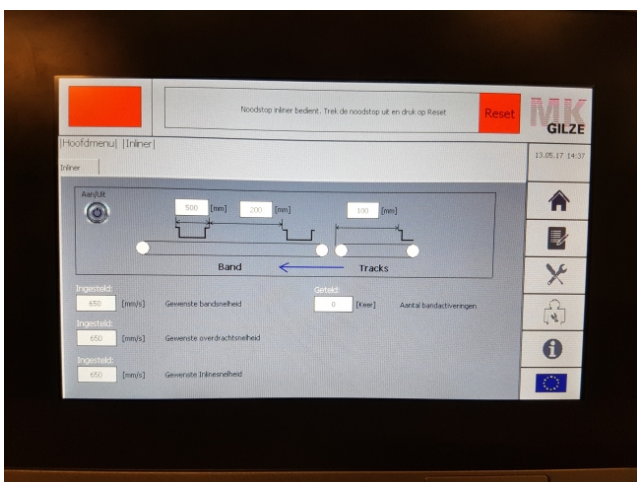 Noodstop inliner bedient. Trek de noodstop uit en druk op Reset
Reset
MK
GILZE
|Hoofdmenu| |Inliner|
13.05.17 14:37
Inliner
Aan/Uit
500 [mm] 200 [mm] 100 [mm]
Band Tracks
Ingesteld: Geteld:
650 [mm/s] Gewenste bandsnelheid 0 [Keer] Aantal bandactiveringen
Ingesteld:
650 [mm/s] Gewenste overdrachtsnelheid
Ingesteld:
650 [mm/s] Gewenste Inlinesnelheid